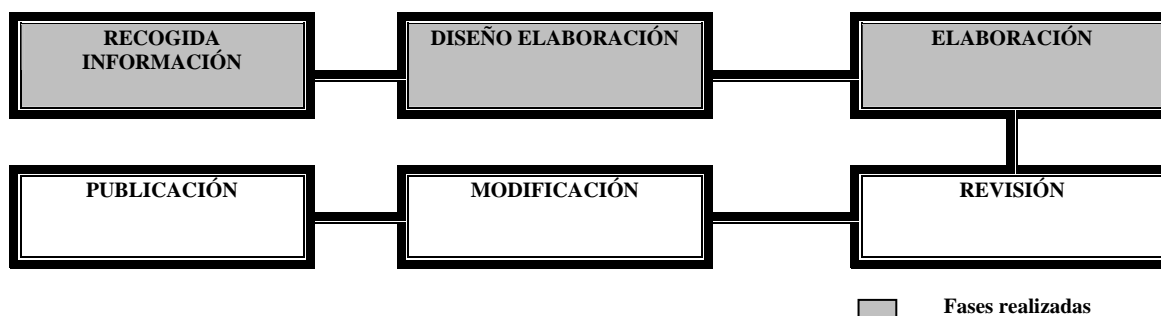 RECOGIDA
INFORMACIÓN
DISEÑO ELABORACIÓN
ELABORACIÓN
PUBLICACIÓN
MODIFICACIÓN
REVISIÓN
Fases realizadas